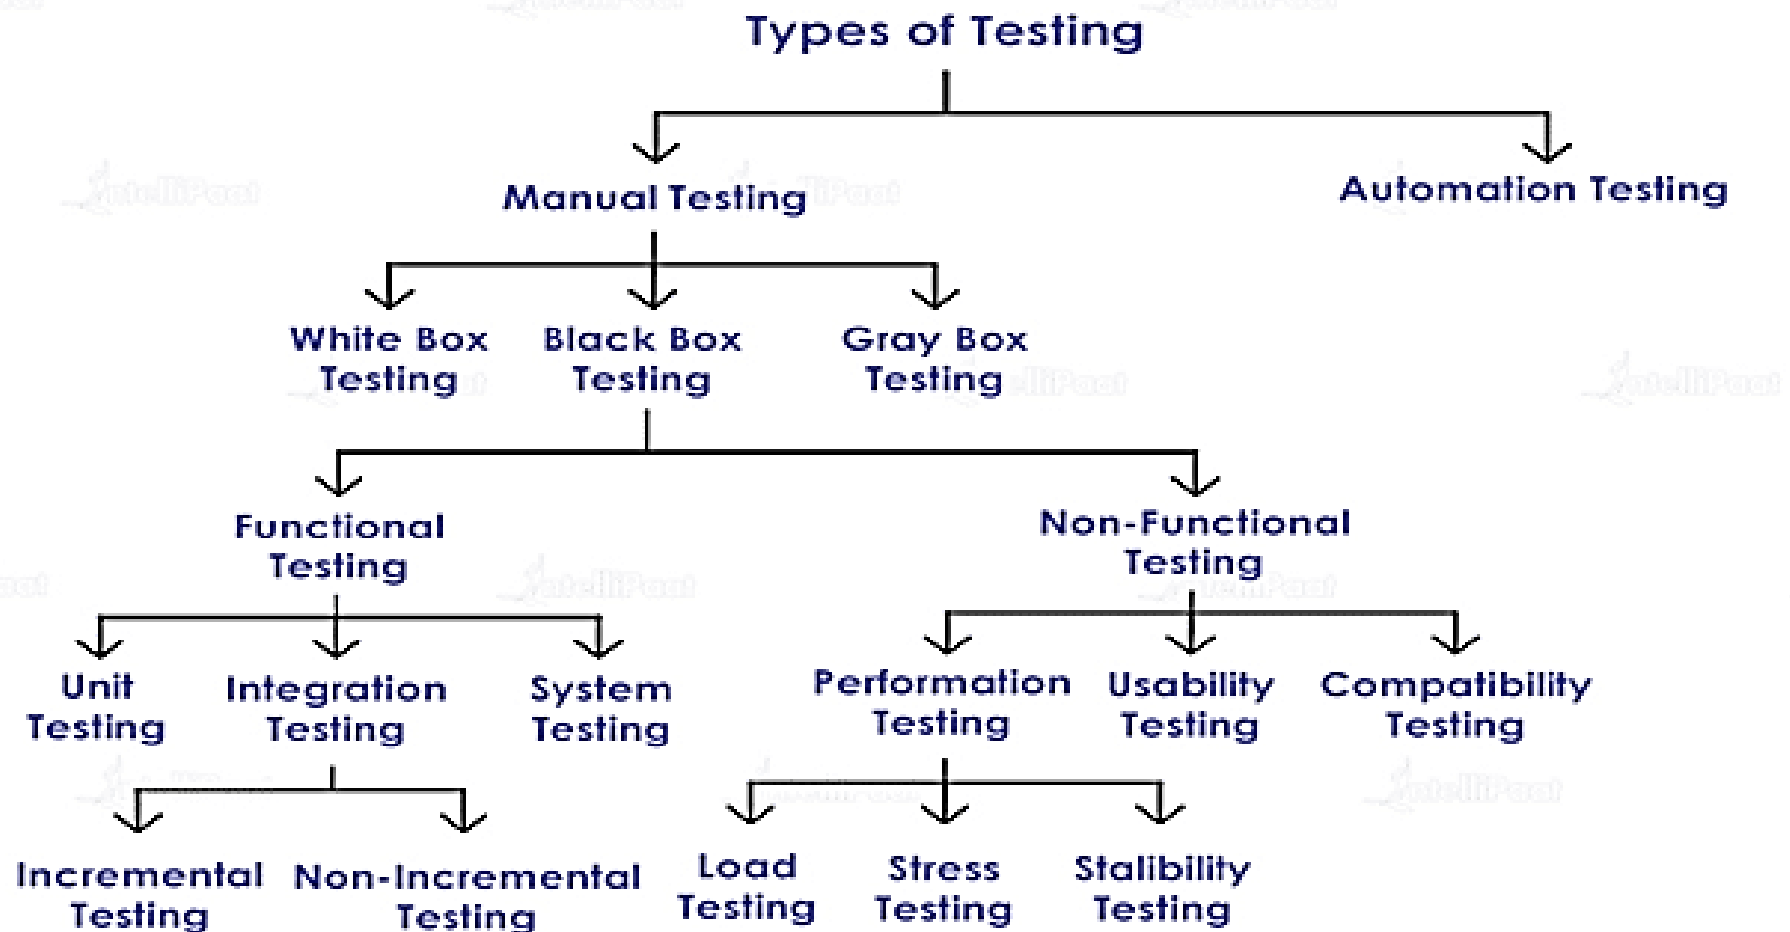 Types of Testing
Manual Testing
Automation Testing
White Box
Testing
Black Box
Testing
Gray Box
Testing
Functional
Testing
Non-Functional
Testing
Unit
Testing
Integration
Testing
System
Testing
Performation
Testing
Usability
Testing
Compatibility
Testing
Incremental
Testing
Non-Incremental
Testing
Load
Testing
Stress
Testing
Stalibility
Testing